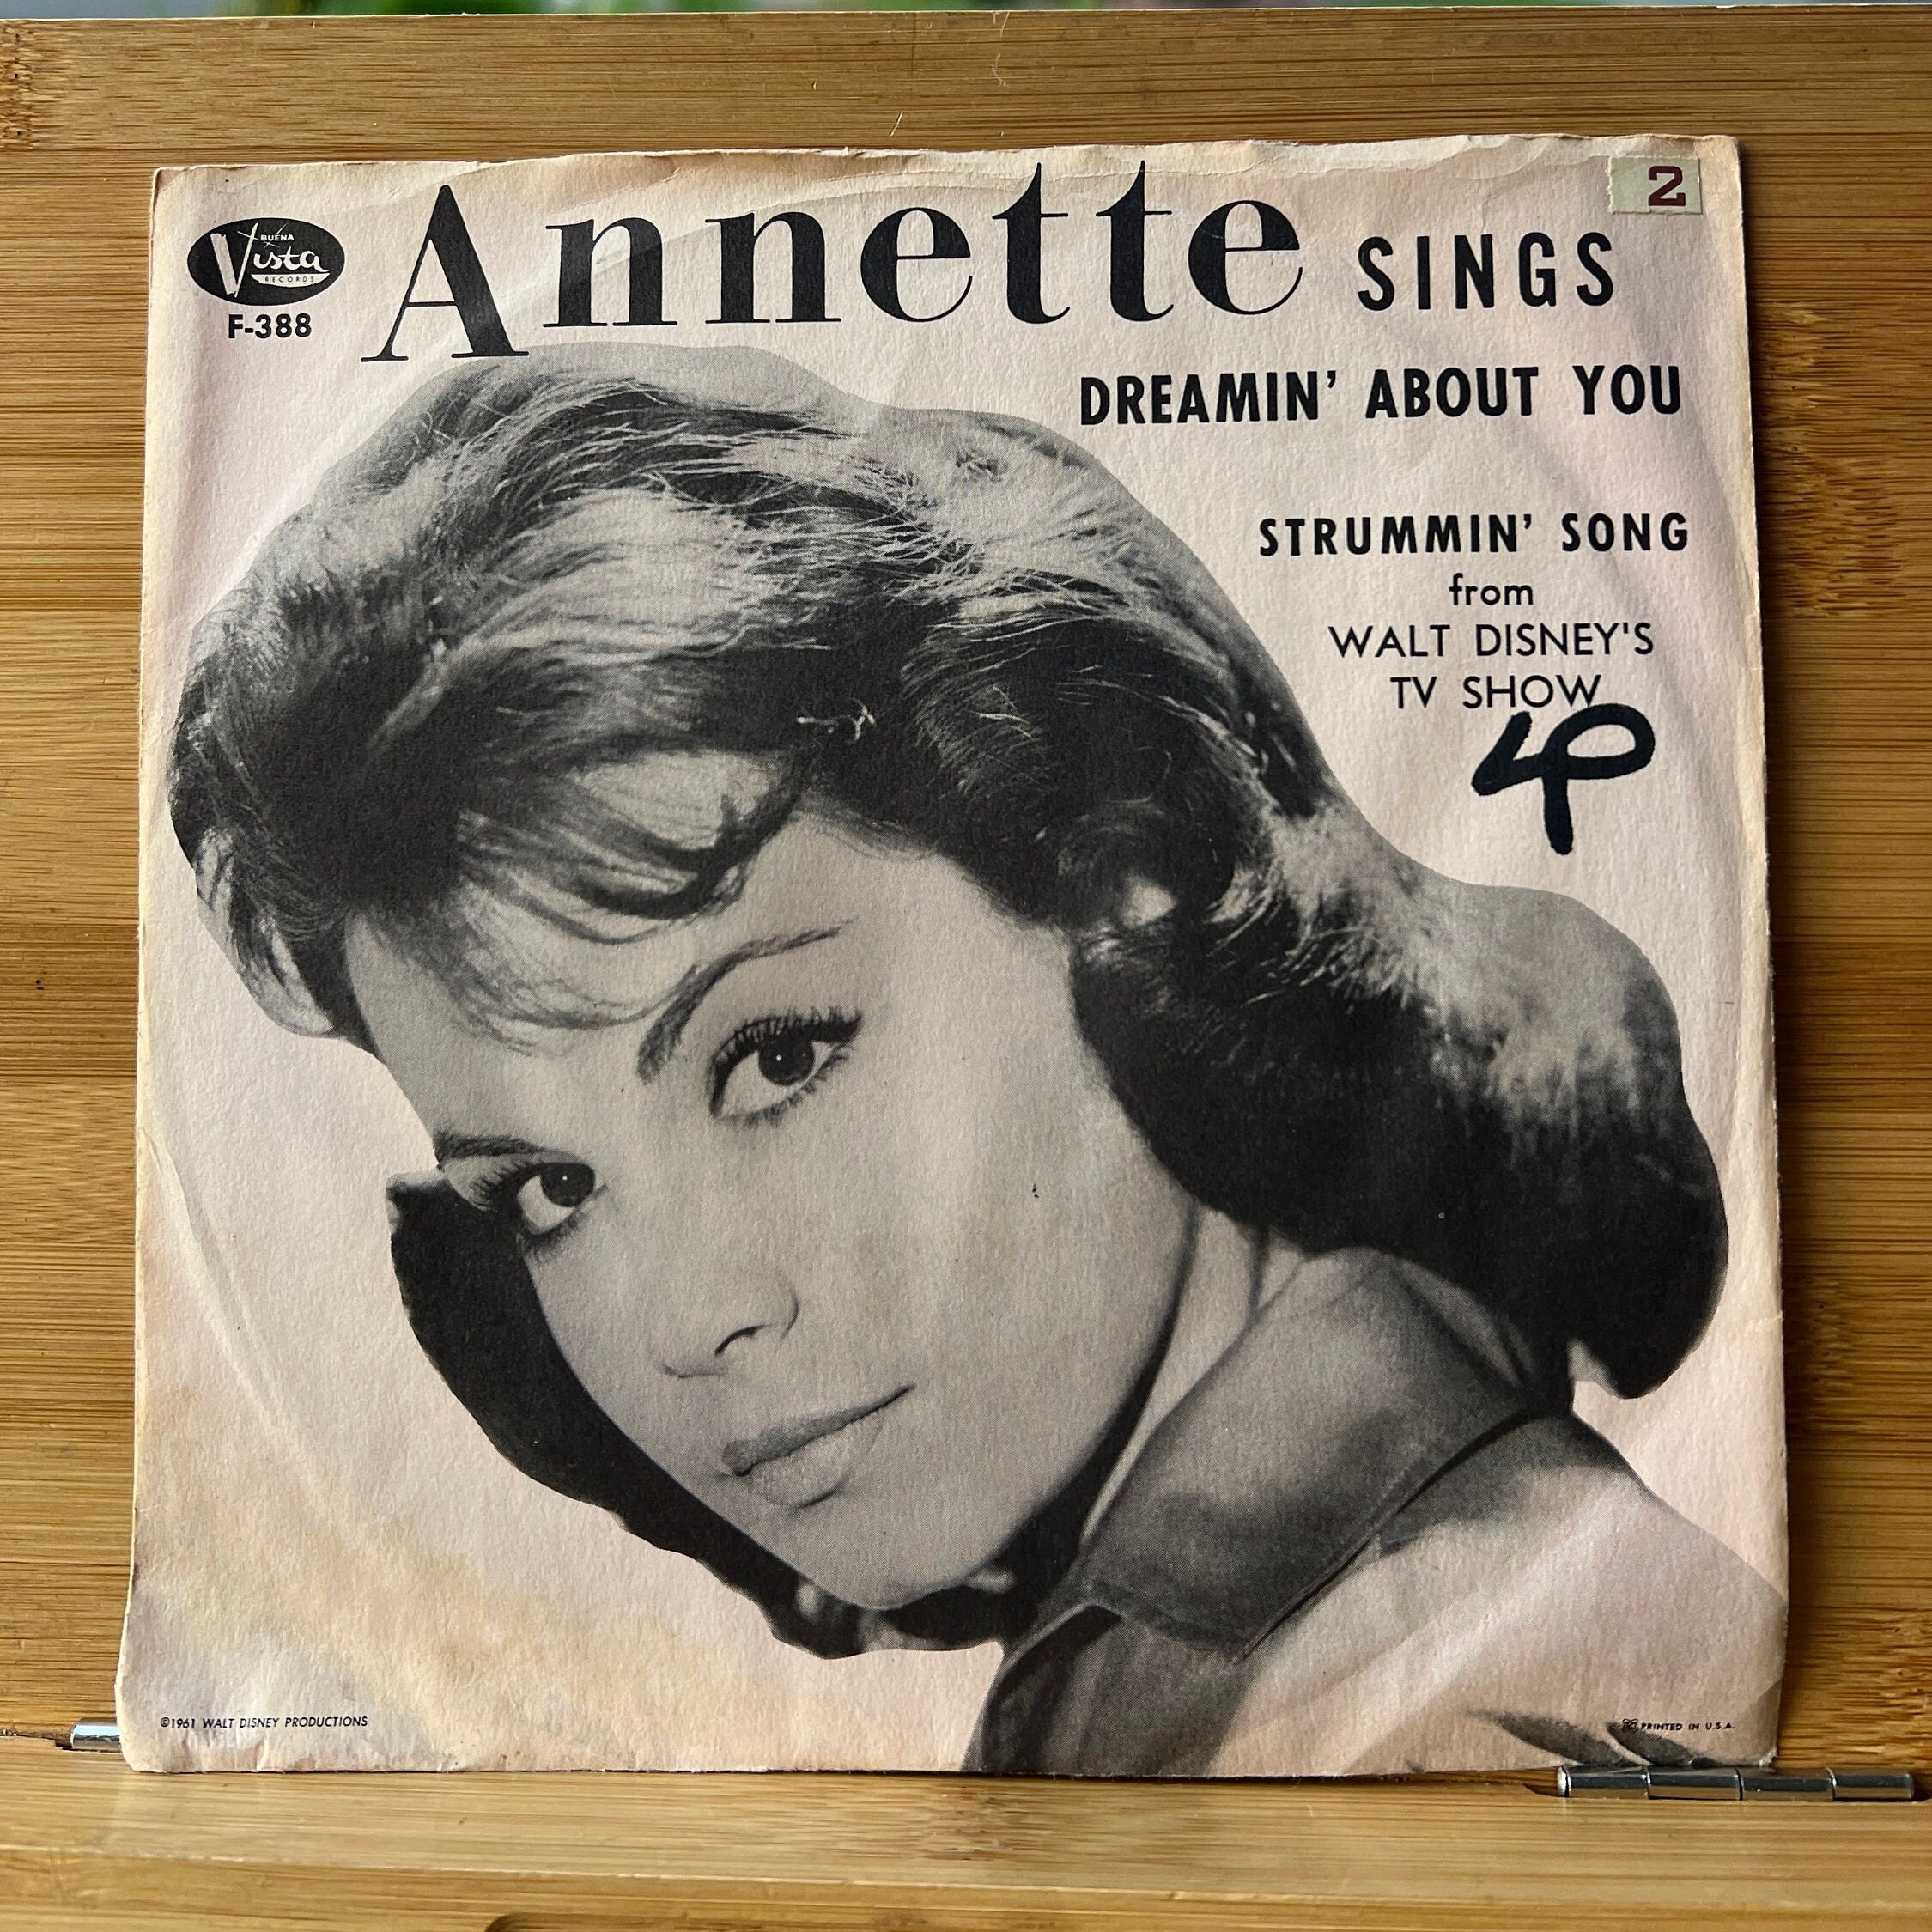 Annette SINGS
2
BUENA
Vista
RECORDS
F-388
DREAMIN' ABOUT YOU
STRUMMIN' SONG
from
WALT DISNEY'S
TV SHOW
©1961 WALT DISNEY PRODUCTIONS
PRINTED IN U.S.A.